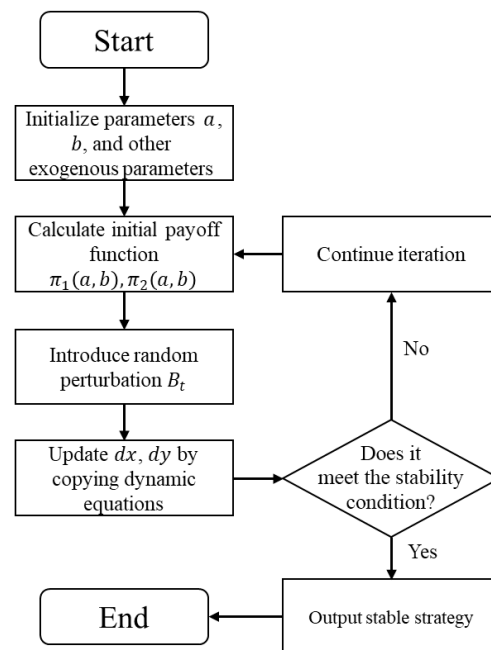 Start
Initialize parameters a,
b, and other
exogenous parameters
Calculate initial payoff
function
π₁(a, b), π₂(a, b)
Continue iteration
Introduce random
perturbation Bₜ
No
Update dx, dy by
copying dynamic
equations
Does it
meet the stability
condition?
Yes
Output stable strategy
End